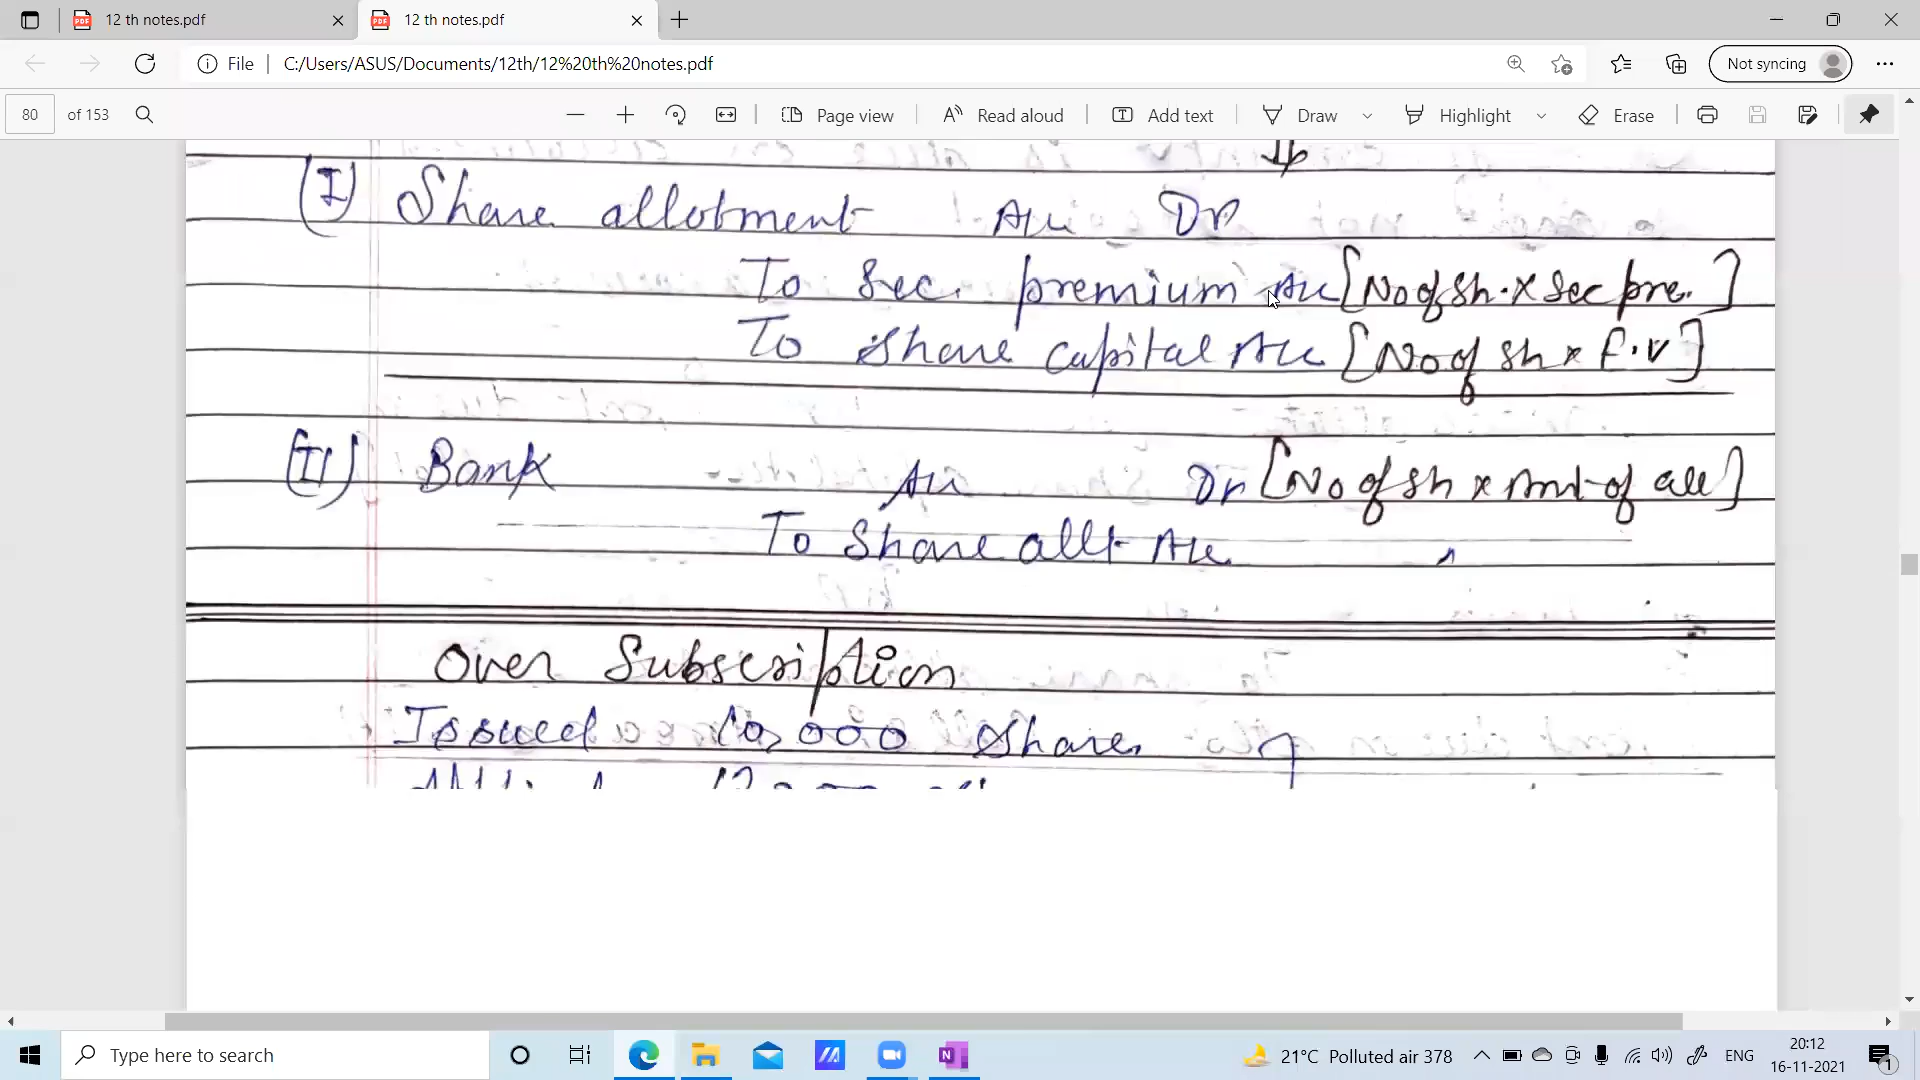 12 th notes.pdf
12 th notes.pdf
File
C:/Users/ASUS/Documents/12th/12%20th%20notes.pdf
Not syncing
80 of 153
Page view
Read aloud
Add text
Draw
Highlight
Erase
(I) Share allotment A/c Dr
To Sec. premium A/c [No of sh. x Sec pre.]
To share capital A/c [No of sh x F.V]
(II) Bank A/c Dr [No of sh x Amt of all]
To Share allt A/c
Over Subscription
Issued 10,000 Share
Type here to search
21°C Polluted air 378
ENG
20:12
16-11-2021
1